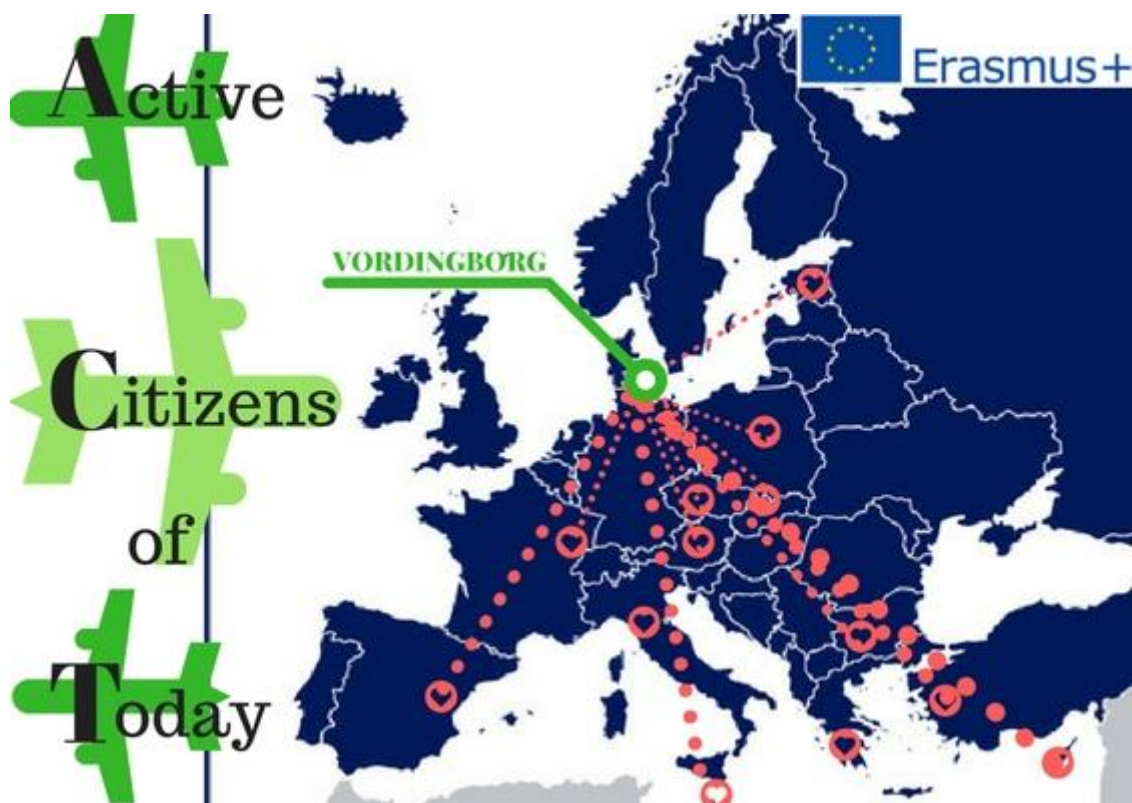 Active
Erasmus+
VORDINGBORG
Citizens
of
Today